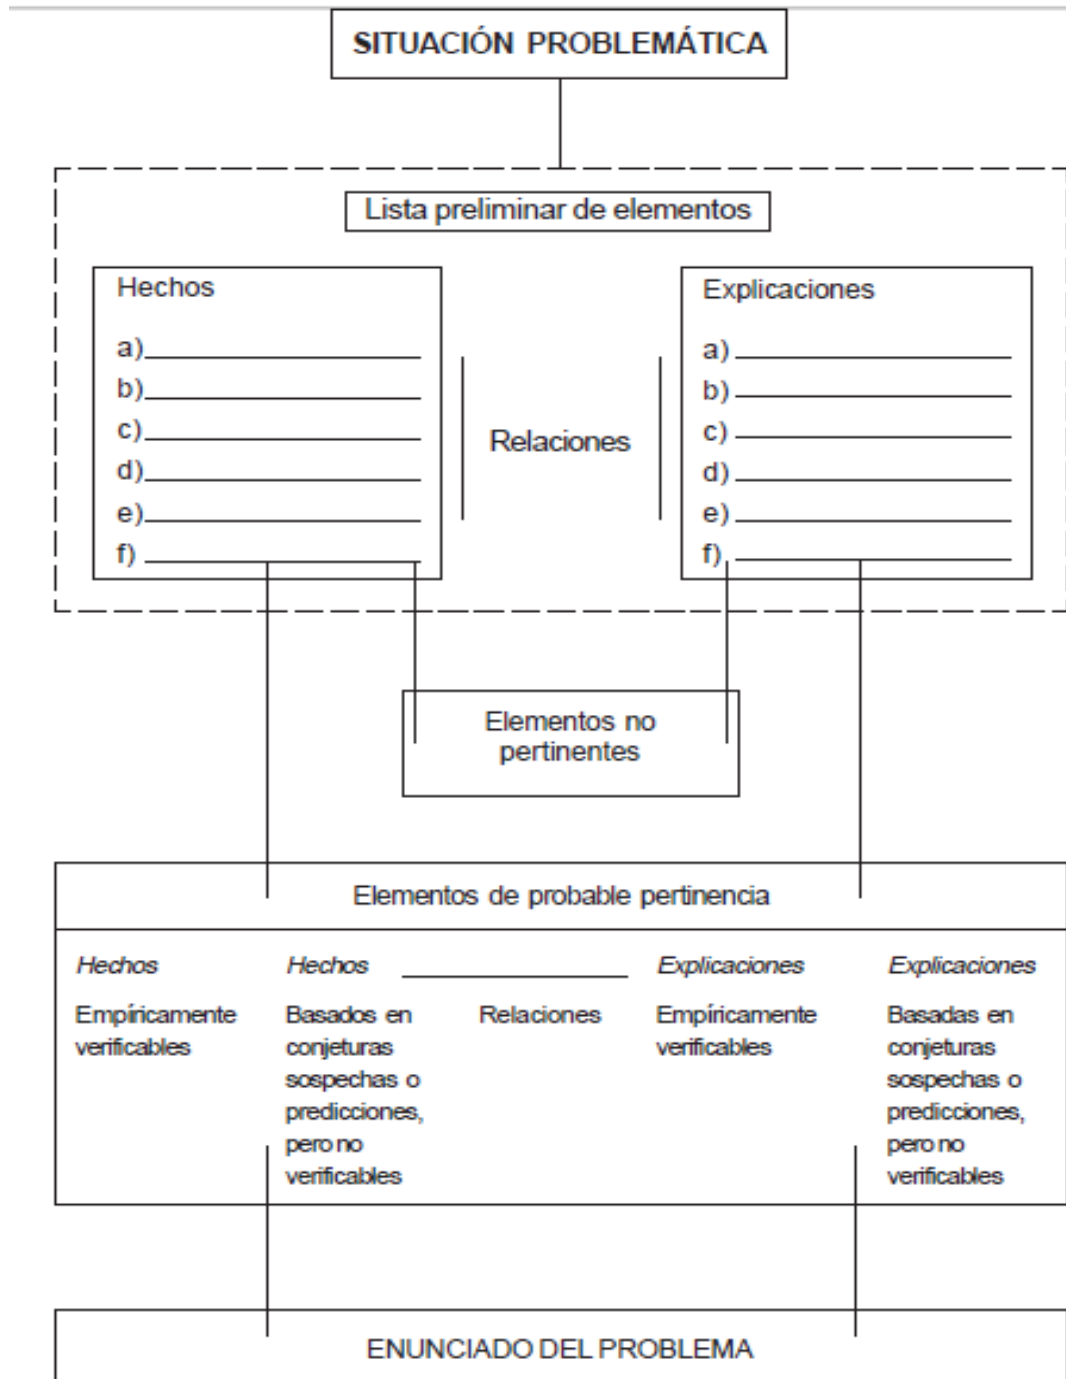 SITUACIÓN PROBLEMÁTICA
Lista preliminar de elementos
Hechos
a)
b)
c)
d)
e)
f)
Relaciones
Explicaciones
a)
b)
c)
d)
e)
f)
Elementos no
pertinentes
Elementos de probable pertinencia
Hechos
Empíricamente
verificables
Hechos
Basados en
conjeturas
sospechas o
predicciones,
pero no
verificables
Relaciones
Explicaciones
Empíricamente
verificables
Explicaciones
Basadas en
conjeturas
sospechas o
predicciones,
pero no
verificables
ENUNCIADO DEL PROBLEMA